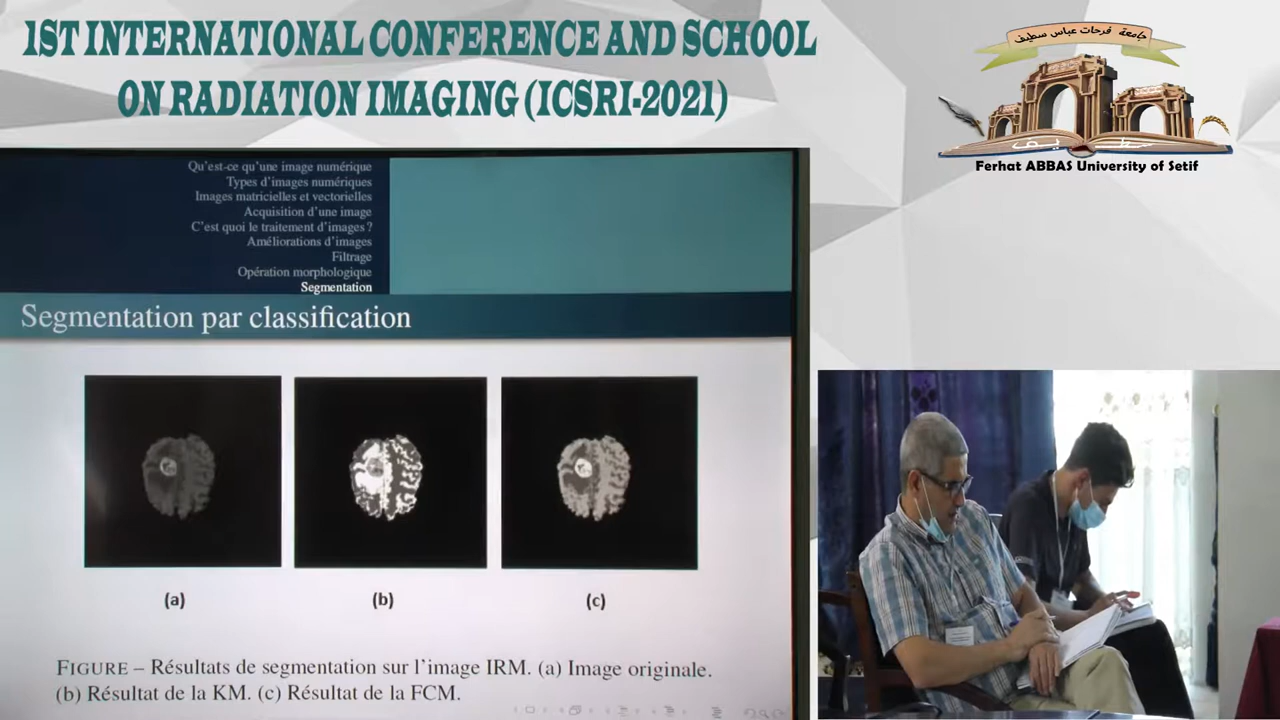 1ST INTERNATIONAL CONFERENCE AND SCHOOL
ON RADIATION IMAGING (ICSRI-2021)
جامعة فرحات عباس سطيف
سطيف
Ferhat ABBAS University of Setif
Qu'est-ce qu'une image numérique
Types d'images numériques
Images matricielles et vectorielles
Acquisition d'une image
C'est quoi le traitement d'images ?
Améliorations d'images
Filtrage
Opération morphologique
Segmentation
Segmentation par classification
(a) (b) (c)
FIGURE – Résultats de segmentation sur l'image IRM. (a) Image originale.
(b) Résultat de la KM. (c) Résultat de la FCM.